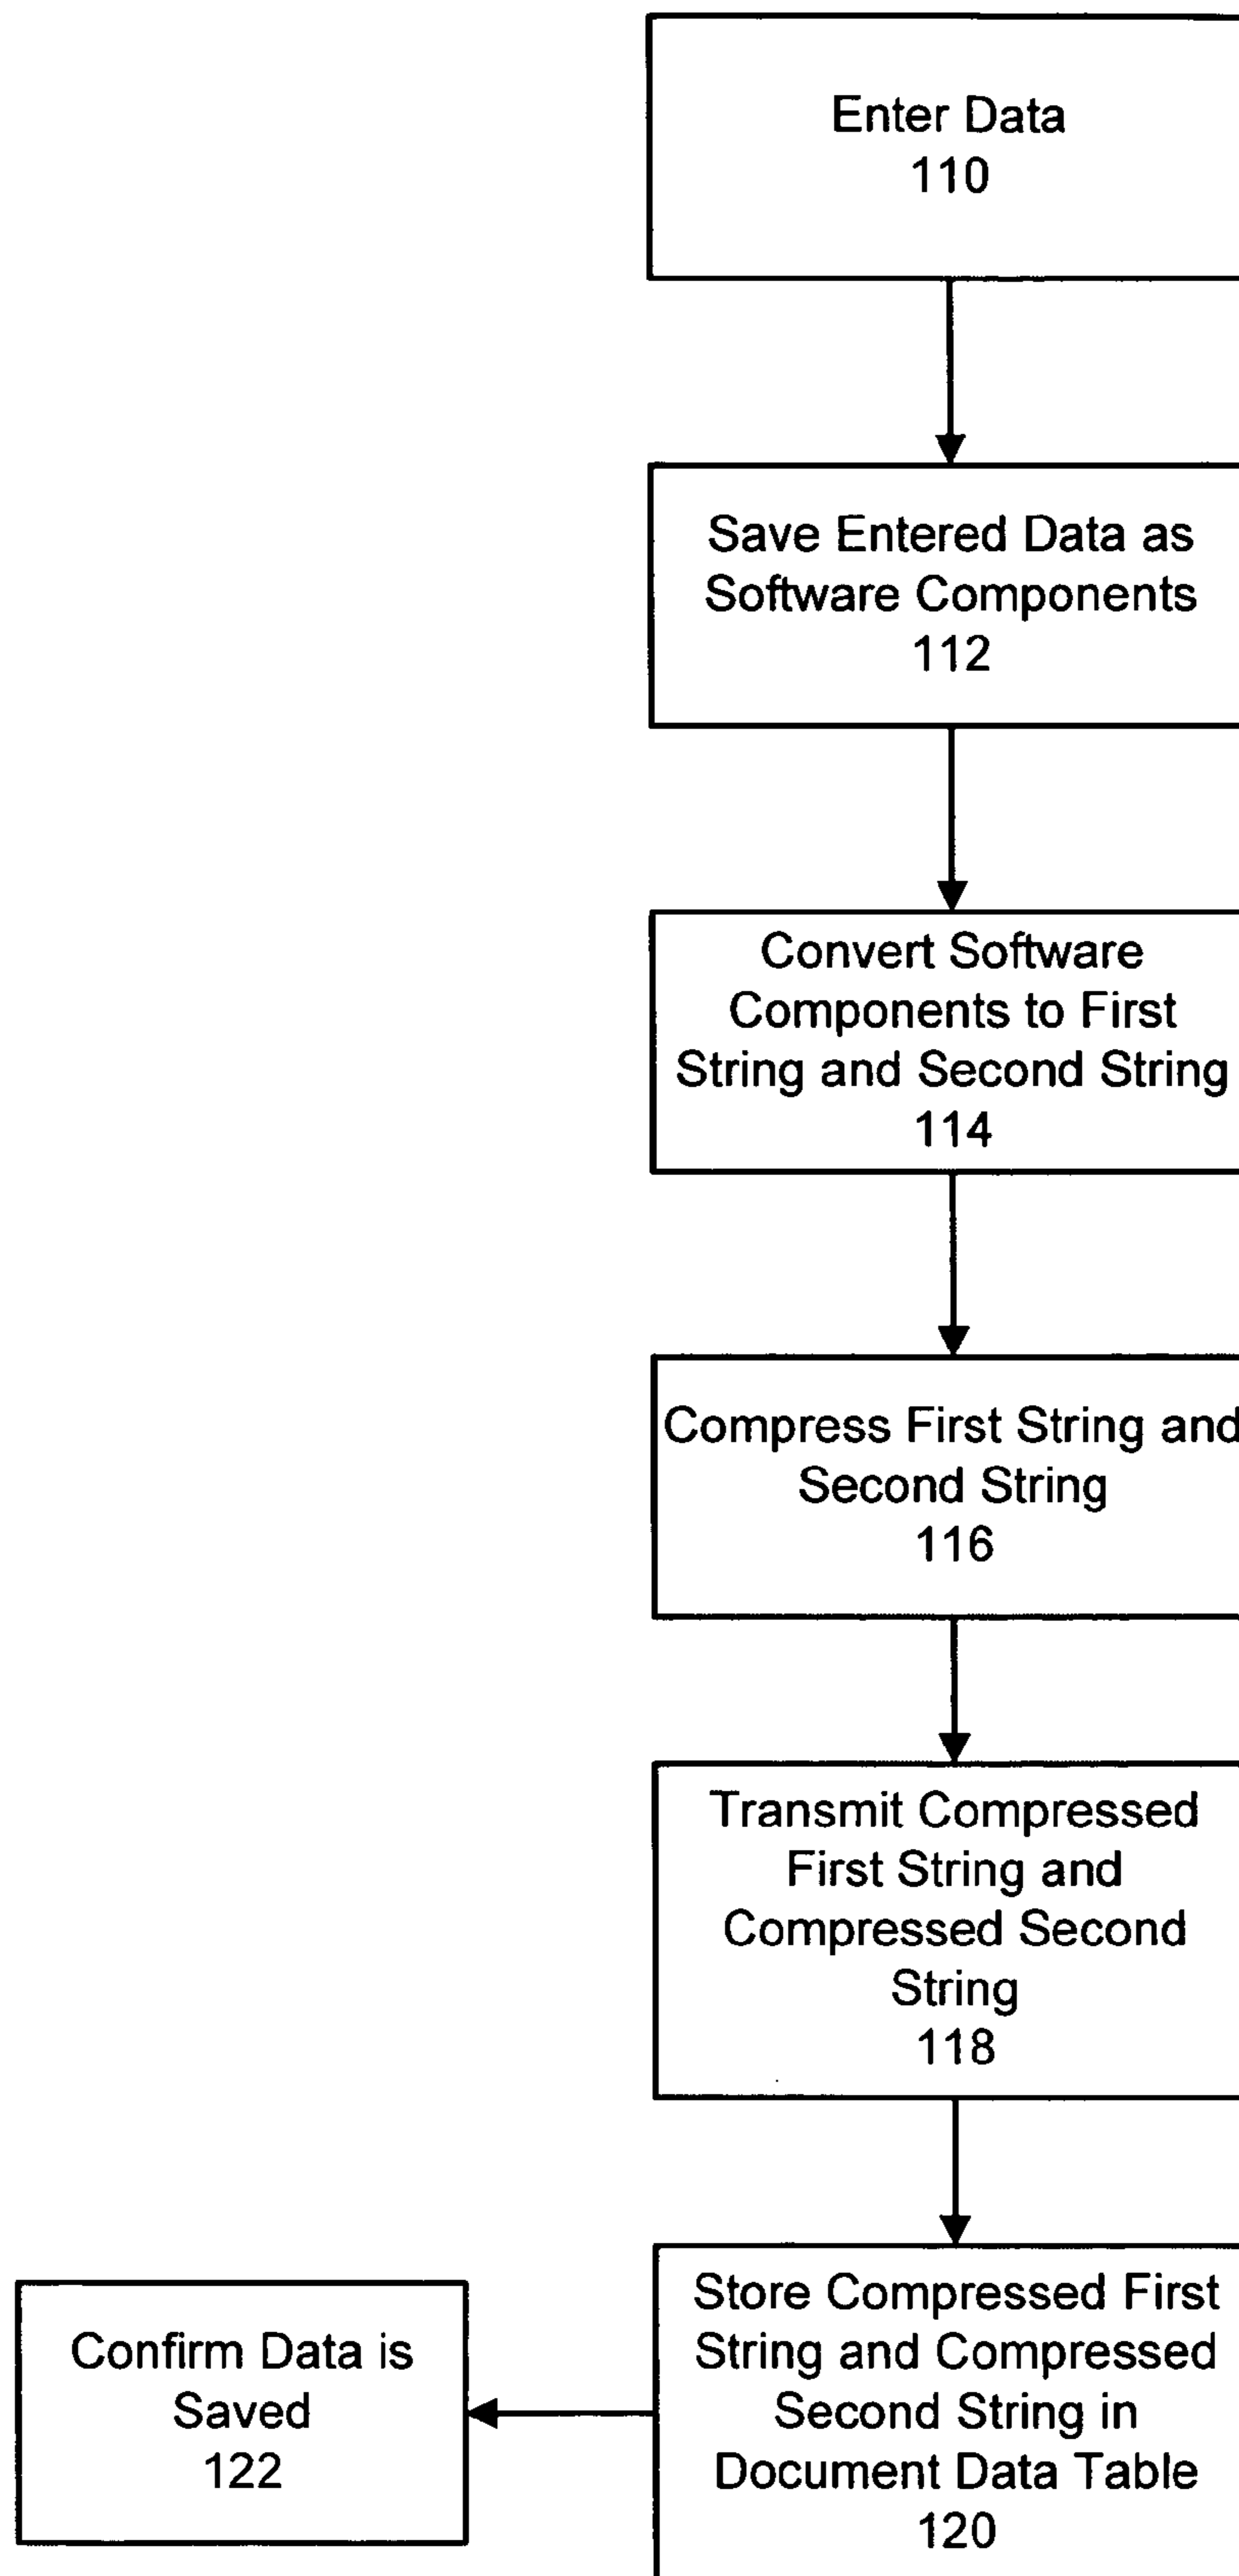 Enter Data
110
Save Entered Data as
Software Components
112
Convert Software
Components to First
String and Second String
114
Compress First String and
Second String
116
Transmit Compressed
First String and
Compressed Second
String
118
Store Compressed First
String and Compressed
Second String in
Document Data Table
120
Confirm Data is
Saved
122